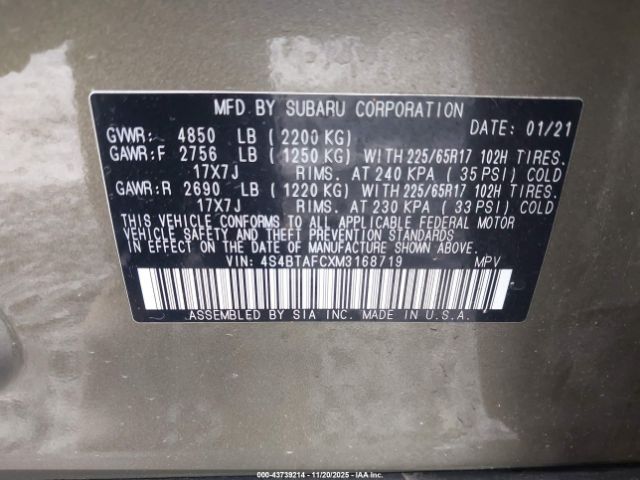 MFD.BY SUBARU CORPORATION
DATE: 01/21
GVWR: 4850 LB (2200 KG)
GAWR:F 2756 LB (1250 KG) WITH 225/65R17 102H TIRES.
17X7J RIMS. AT 240 KPA (35 PSI) COLD
GAWR:R 2690 LB (1220 KG) WITH 225/65R17 102H TIRES.
17X7J RIMS. AT 230 KPA (33 PSI) COLD
THIS VEHICLE CONFORMS TO ALL APPLICABLE FEDERAL MOTOR
VEHICLE SAFETY AND THEFT PREVENTION STANDARDS IN EFFECT
ON THE DATE OF MANUFACTURE SHOWN ABOVE.
VIN: 4S4BTAFCXM3168719 MPV
ASSEMBLED BY SIA INC. MADE IN U.S.A.
000-43739214 - 11/20/2025 - IAAI.COM